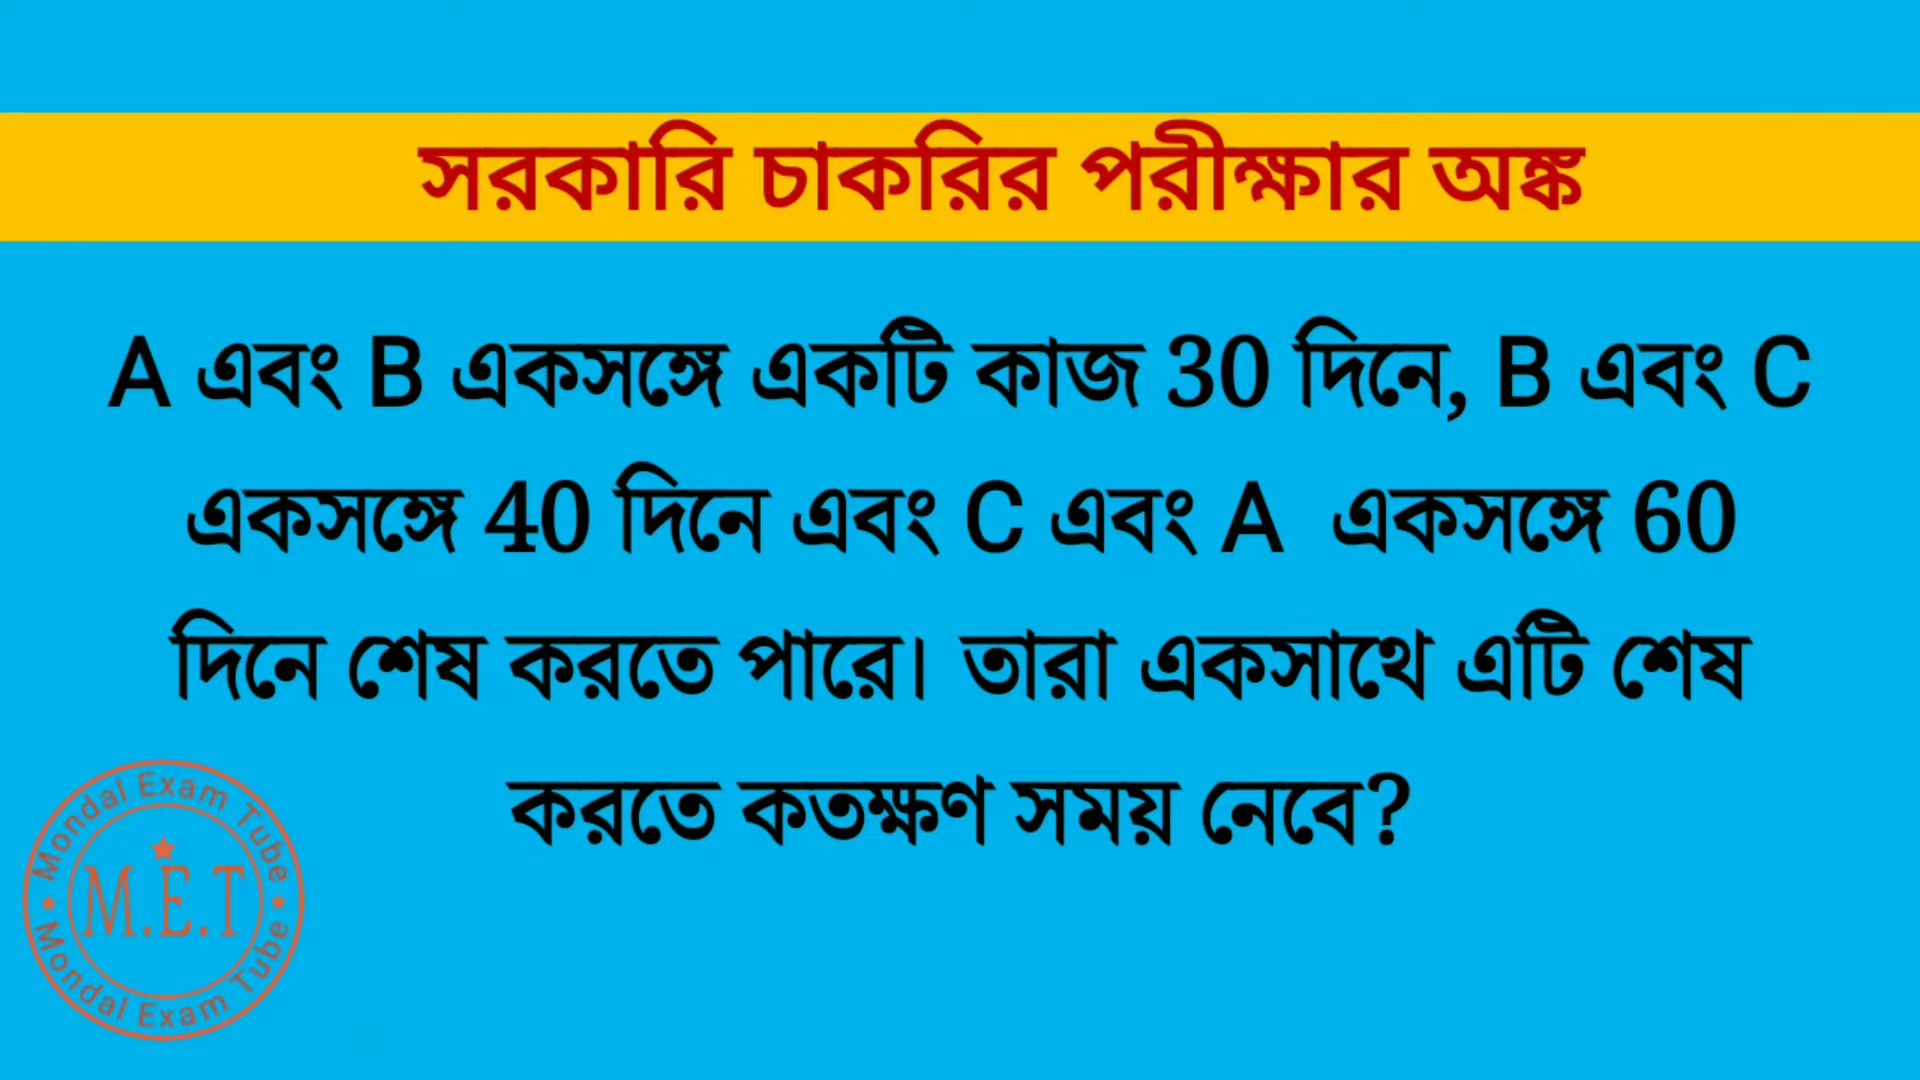 সরকারি চাকরির পরীক্ষার অঙ্ক
A এবং B একসঙ্গে একটি কাজ 30 দিনে, B এবং C
একসঙ্গে 40 দিনে এবং C এবং A একসঙ্গে 60
দিনে শেষ করতে পারে। তারা একসাথে এটি শেষ
করতে কতক্ষণ সময় নেবে?
Mondal Exam Tube
M.E.T
Mondal Exam Tube